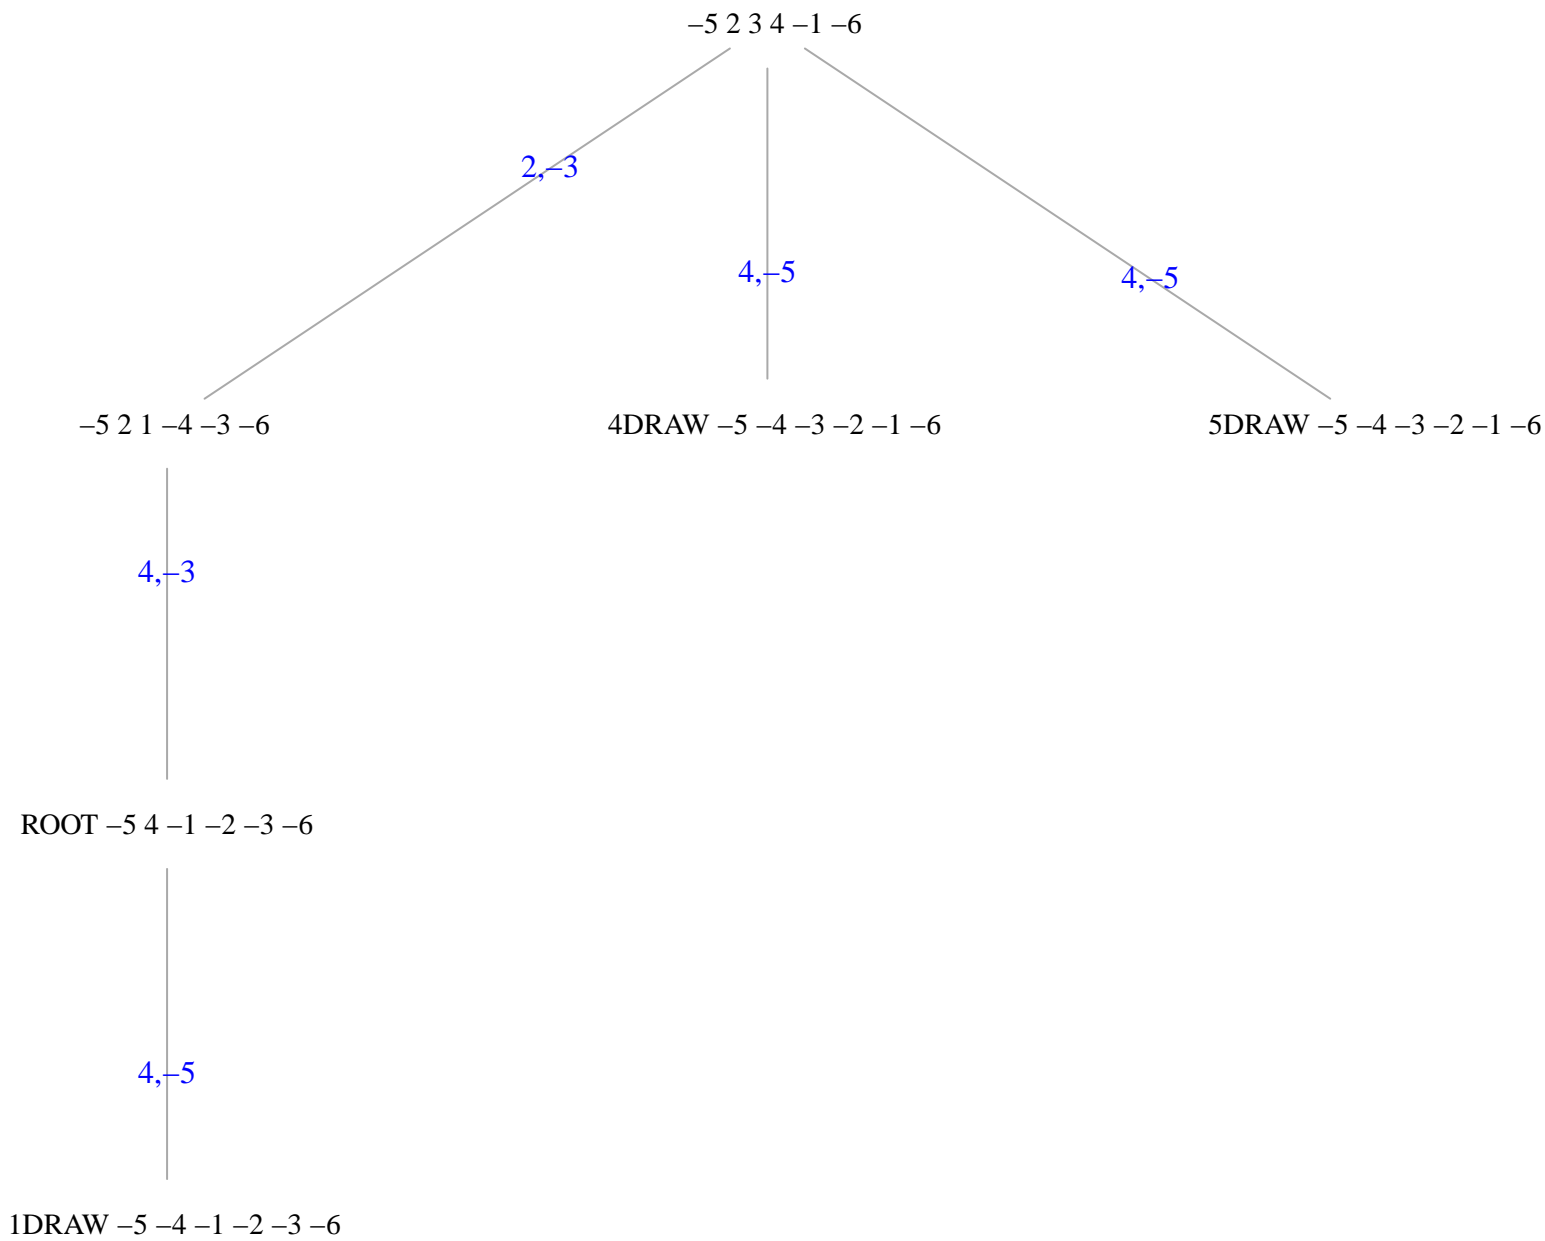 –5 2 3 4 –1 –6
2,–3
4,–5
4,–5
–5 2 1 –4 –3 –6
4DRAW –5 –4 –3 –2 –1 –6
5DRAW –5 –4 –3 –2 –1 –6
4,–3
ROOT –5 4 –1 –2 –3 –6
4,–5
1DRAW –5 –4 –1 –2 –3 –6